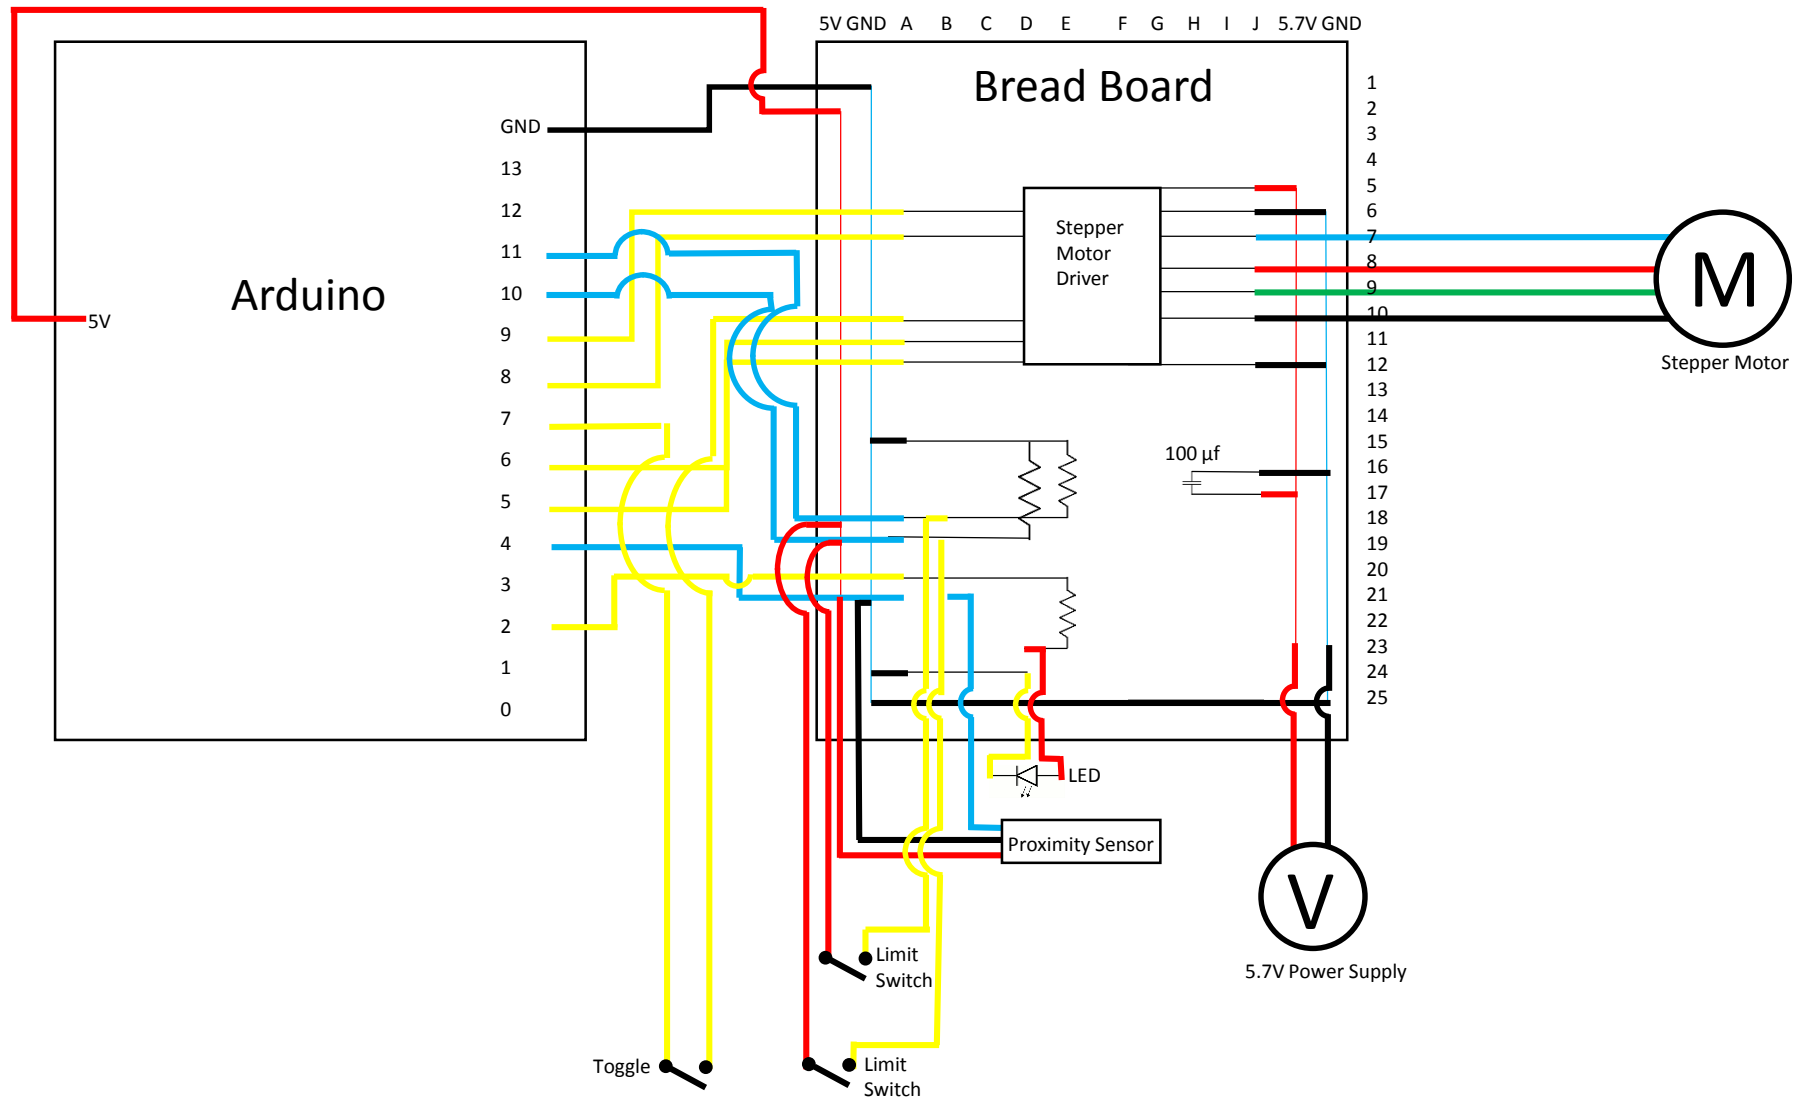 5V GND A B C D E F G H I J 5.7V GND
Bread Board
Arduino
5V
GND
13
12
11
10
9
8
7
6
5
4
3
2
1
0
Stepper
Motor
Driver
100 µf
1
2
3
4
5
6
7
8
9
10
11
12
13
14
15
16
17
18
19
20
21
22
23
24
25
M
Stepper Motor
LED
Proximity Sensor
V
5.7V Power Supply
Limit
Switch
Toggle
Limit
Switch